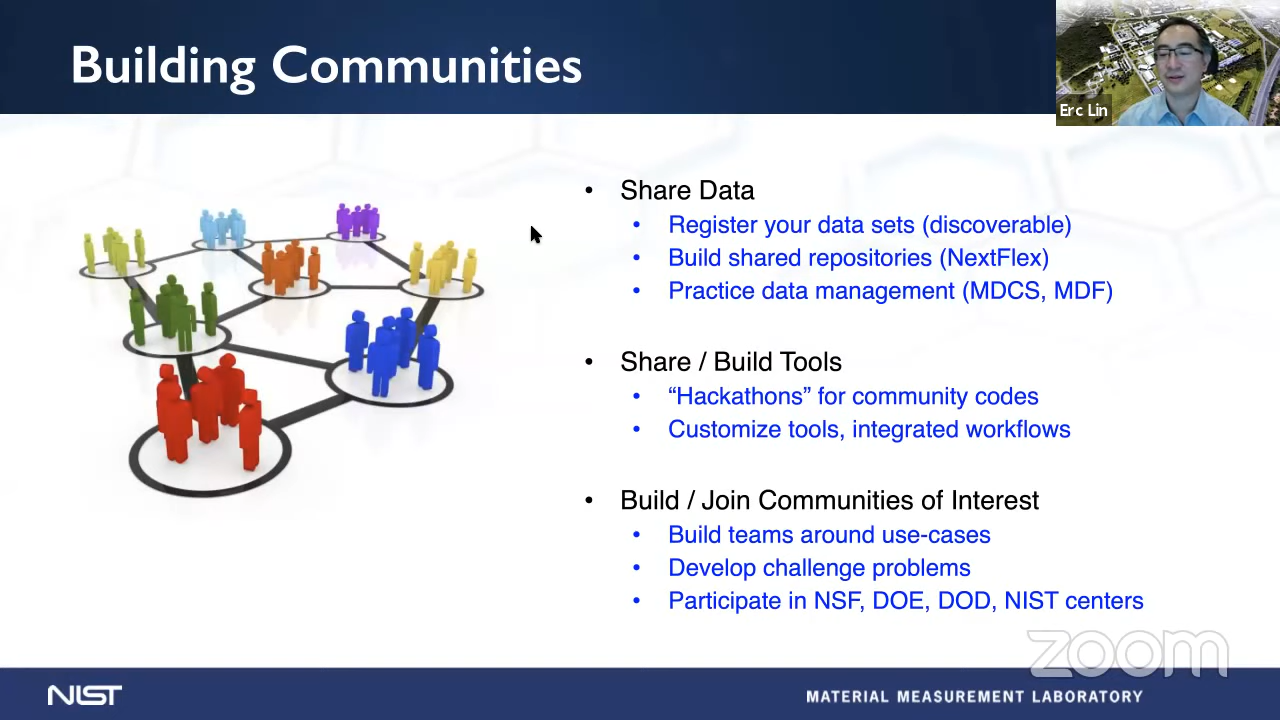 Building Communities
Erc Lin
• Share Data
• Register your data sets (discoverable)
• Build shared repositories (NextFlex)
• Practice data management (MDCS, MDF)
• Share / Build Tools
• “Hackathons” for community codes
• Customize tools, integrated workflows
• Build / Join Communities of Interest
• Build teams around use-cases
• Develop challenge problems
• Participate in NSF, DOE, DOD, NIST centers
zoom
NIST
MATERIAL MEASUREMENT LABORATORY